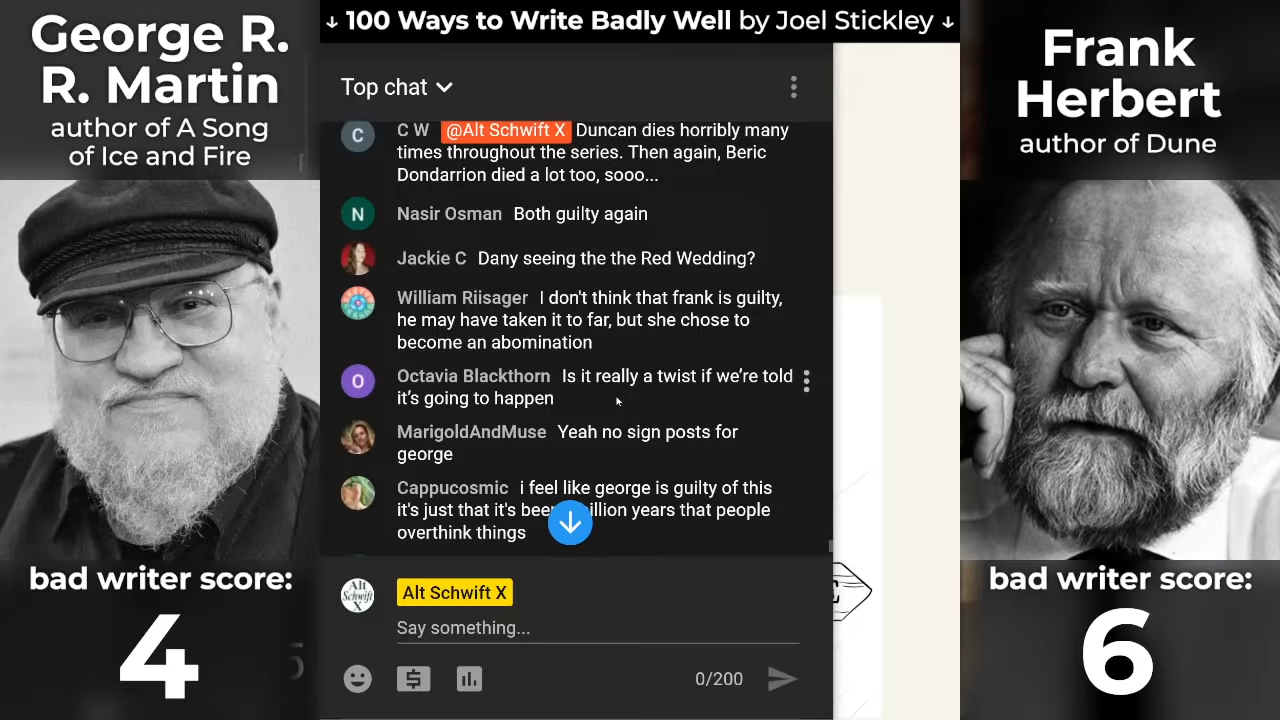 George R.
R. Martin
author of A Song
of Ice and Fire
bad writer score:
4
↓ 100 Ways to Write Badly Well by Joel Stickley ↓
Top chat
C
C W @Alt Schwift X Duncan dies horribly many
times throughout the series. Then again, Beric
Dondarrion died a lot too, sooo...
N
Nasir Osman Both guilty again
Jackie C Dany seeing the the Red Wedding?
William Riisager I don't think that frank is guilty,
he may have taken it to far, but she chose to
become an abomination
O
Octavia Blackthorn Is it really a twist if we’re told
it’s going to happen
MarigoldAndMuse Yeah no sign posts for
george
Cappucosmic i feel like george is guilty of this
it's just that it's been illion years that people
overthink things
Alt
Schwift
X
Alt Schwift X
Say something...
0/200
Frank
Herbert
author of Dune
bad writer score:
6